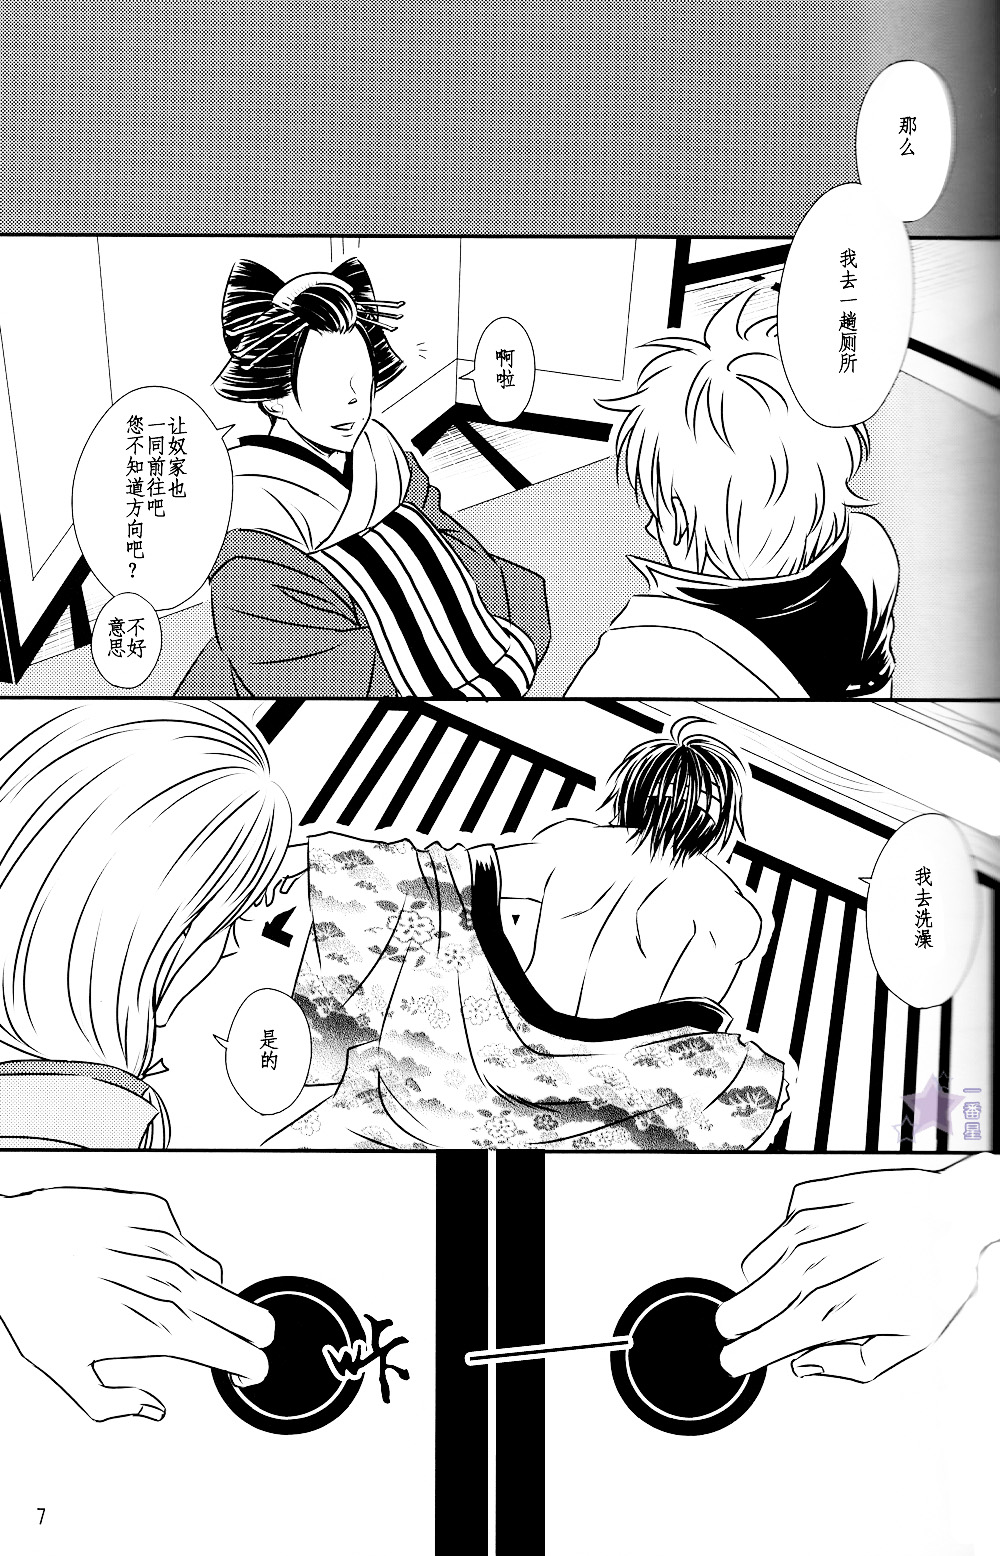 那
么
我去一趟厕所
啊啦
让奴家也
一同前往吧
您不知道方向吧？
不好
意思
我去洗澡
是的
一番星
7